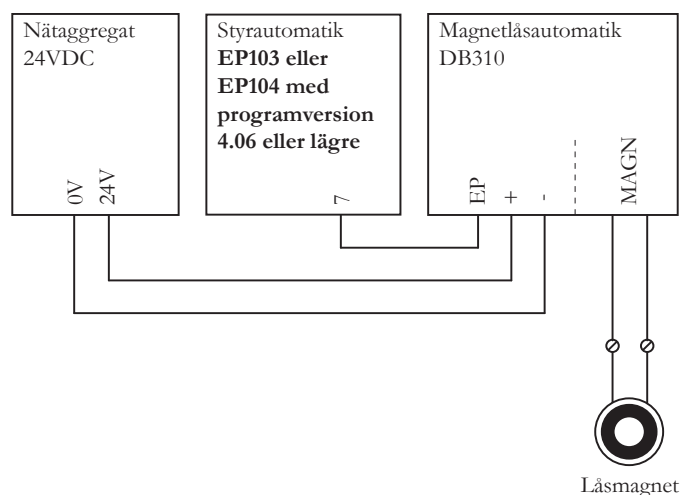 Nätaggregat
24VDC
0V
24V
Styrautomatik
EP103 eller
EP104 med
programversion
4.06 eller lägre
7
Magnetlåsautomatik
DB310
EP
+
-
MAGN
Låsmagnet